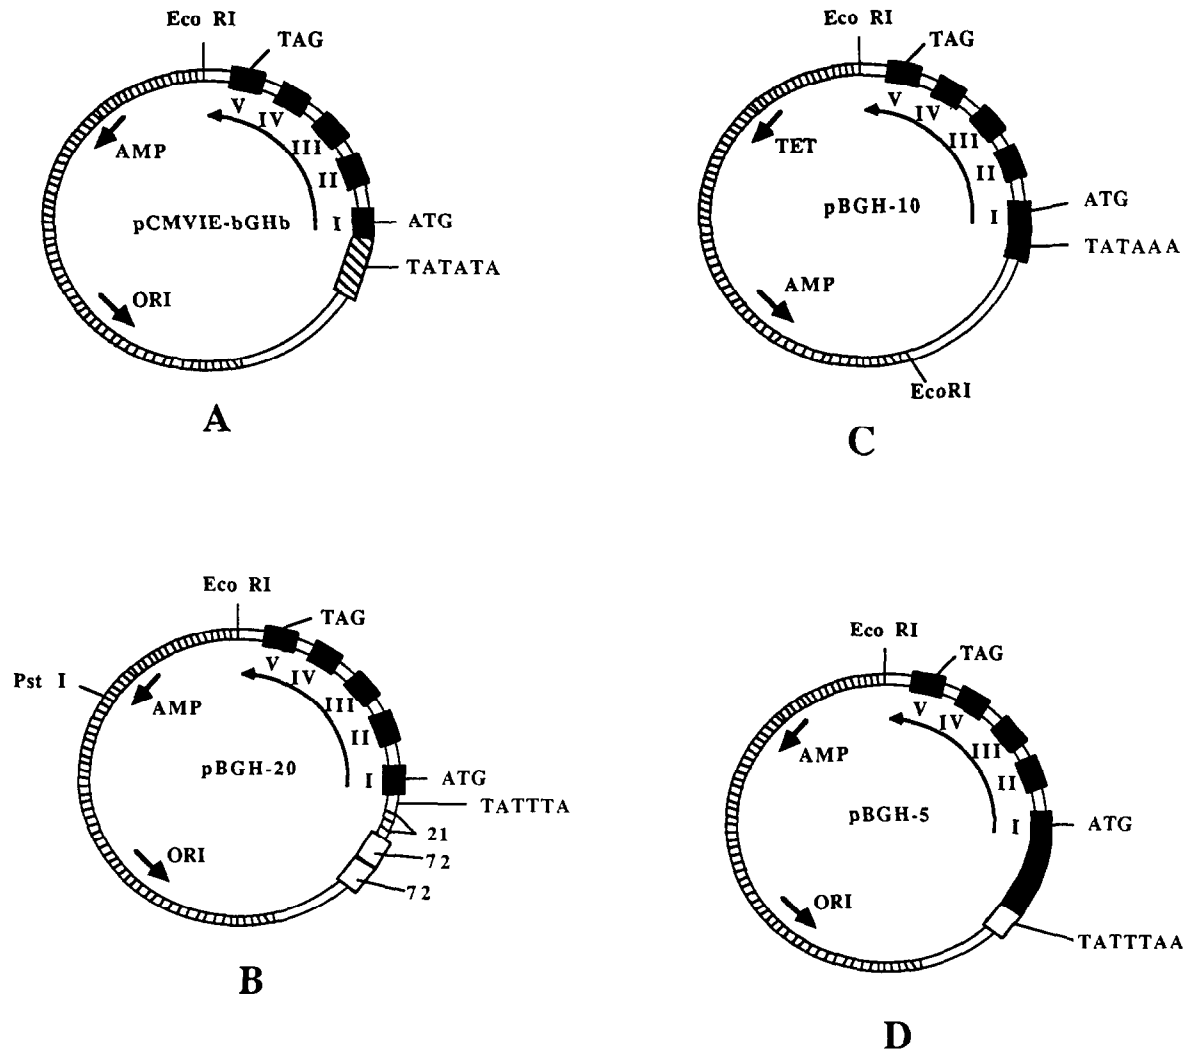 Eco RI
TAG
V
IV
III
II
I
AMP
pCMVIE-bGHb
ATG
TATATA
ORI
A
Eco RI
TAG
V
IV
III
II
I
TET
pBGH-10
ATG
TATAAA
AMP
EcoRI
C
Eco RI
TAG
Pst I
V
IV
III
II
I
AMP
pBGH-20
ATG
TATTTA
21
72
72
ORI
B
Eco RI
TAG
V
IV
III
II
I
AMP
pBGH-5
ATG
ORI
TATTTAA
D